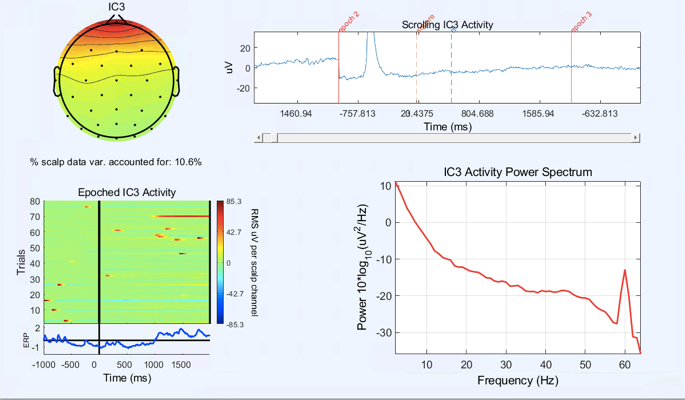 IC3
Scrolling IC3 Activity
epoch 2
epoch 3
uV
20
0
-20
1460.94
-757.813
20.4375
804.688
1585.94
-632.813
Time (ms)
% scalp data var. accounted for: 10.6%
Epoched IC3 Activity
Trials
80
70
60
50
40
30
20
10
85.3
42.7
0
-42.7
-85.3
RMS uV per scalp channel
ERP
2
-1
-1000
-500
0
500
1000
1500
Time (ms)
IC3 Activity Power Spectrum
Power 10*log10(uV2/Hz)
10
0
-10
-20
-30
10
20
30
40
50
60
Frequency (Hz)